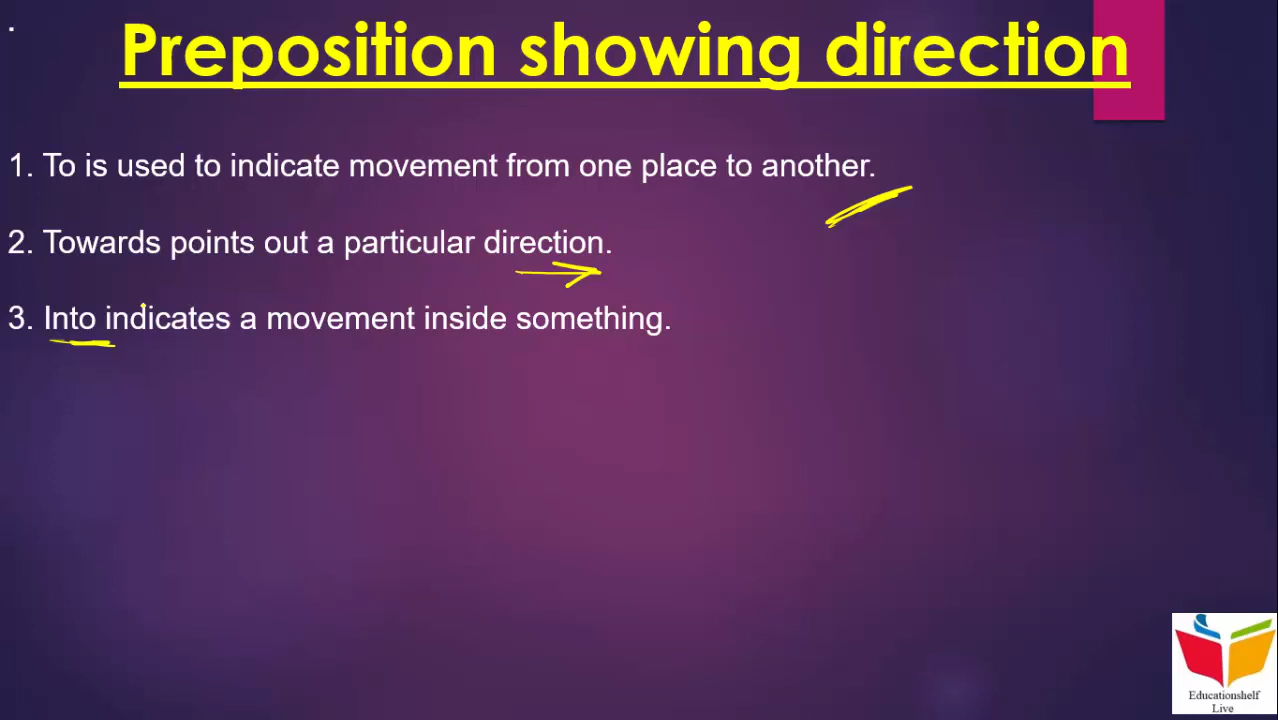 Preposition showing direction
1. To is used to indicate movement from one place to another.
2. Towards points out a particular direction.
3. Into indicates a movement inside something.
Educationshelf
Live